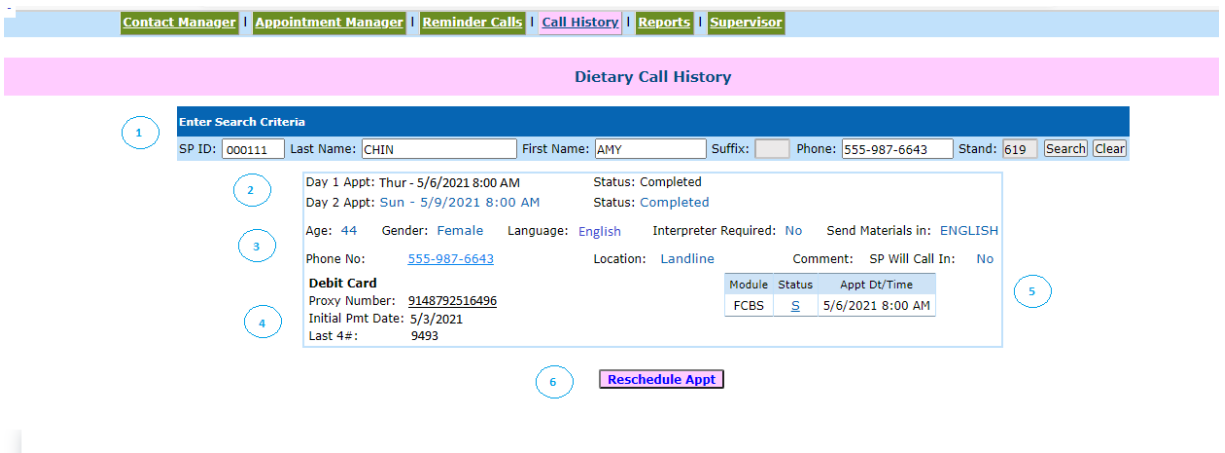 Contact Manager | Appointment Manager | Reminder Calls | Call History | Reports | Supervisor
Dietary Call History
1
Enter Search Criteria
SP ID: 000111 Last Name: CHIN First Name: AMY Suffix: Phone: 555-987-6643 Stand: 619 Search Clear
2
Day 1 Appt: Thur - 5/6/2021 8:00 AM Status: Completed
Day 2 Appt: Sun - 5/9/2021 8:00 AM Status: Completed
3
Age: 44 Gender: Female Language: English Interpreter Required: No Send Materials in: ENGLISH
Phone No: 555-987-6643 Location: Landline Comment: SP Will Call In: No
4
Debit Card
Proxy Number: 9148792516496
Initial Pmt Date: 5/3/2021
Last 4#: 9493
Module Status Appt Dt/Time
FCBS S 5/6/2021 8:00 AM
5
6
Reschedule Appt